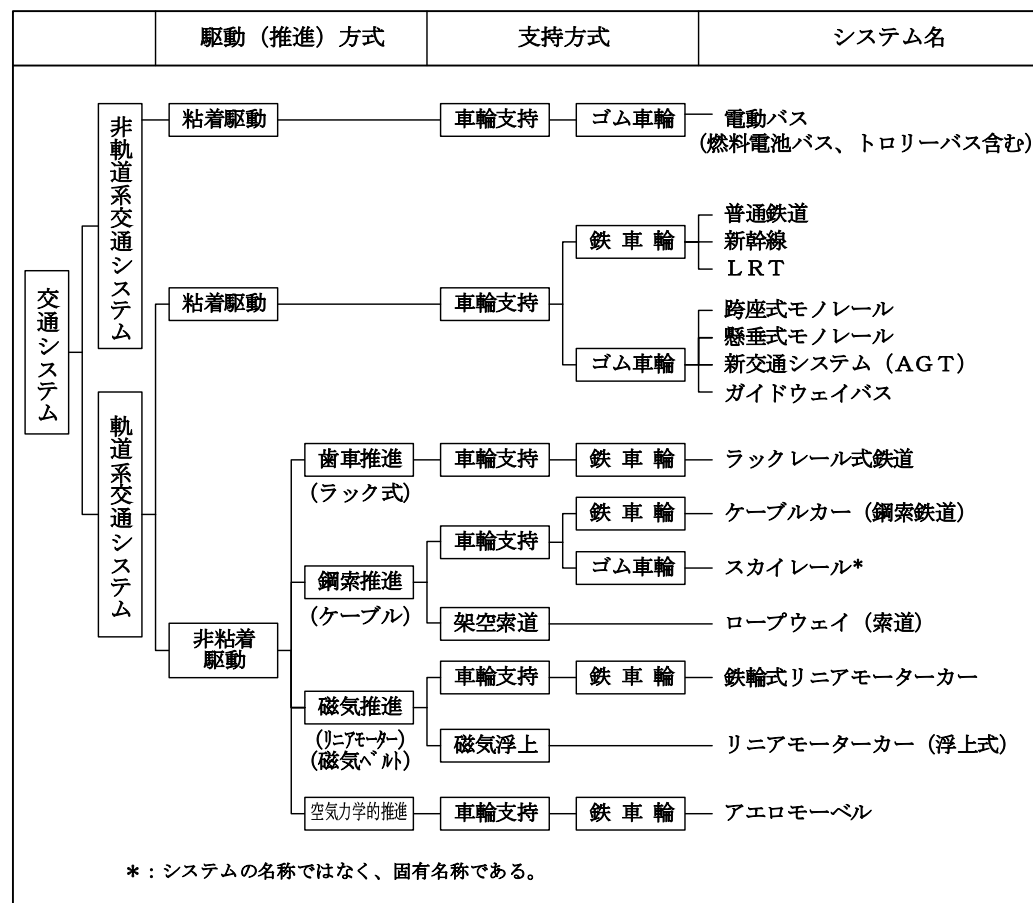 駆動（推進）方式
支持方式
システム名
交通システム
非軌道系交通システム
粘着駆動
車輪支持
ゴム車輪
電動バス
(燃料電池バス、トロリーバス含む)
軌道系交通システム
粘着駆動
車輪支持
鉄車輪
普通鉄道
新幹線
ＬＲＴ
ゴム車輪
跨座式モノレール
懸垂式モノレール
新交通システム（ＡＧＴ）
ガイドウェイバス
非粘着
駆動
歯車推進
(ラック式)
車輪支持
鉄車輪
ラックレール式鉄道
鋼索推進
(ケーブル)
車輪支持
鉄車輪
ケーブルカー（鋼索鉄道）
ゴム車輪
スカイレール*
架空索道
ロープウェイ（索道）
磁気推進
(リニアモーター)
(磁気ベルト)
車輪支持
鉄車輪
鉄輪式リニアモーターカー
磁気浮上
リニアモーターカー（浮上式）
空気力学的推進
車輪支持
鉄車輪
アエロモーベル
＊：システムの名称ではなく、固有名称である。